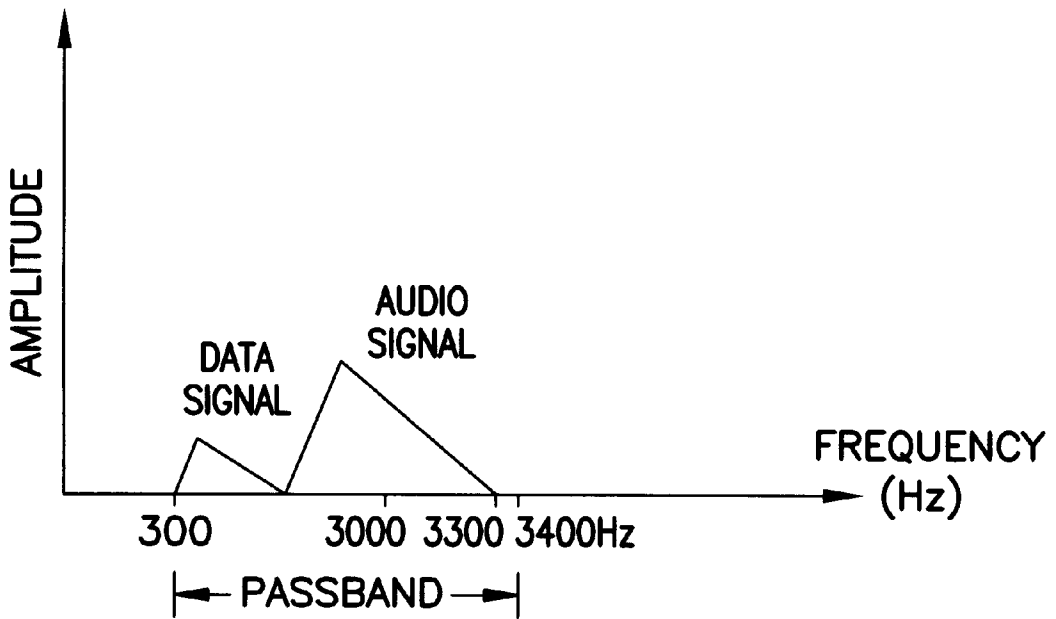 AMPLITUDE
AUDIO
SIGNAL
DATA
SIGNAL
FREQUENCY
(Hz)
300 3000 3300 3400Hz
PASSBAND